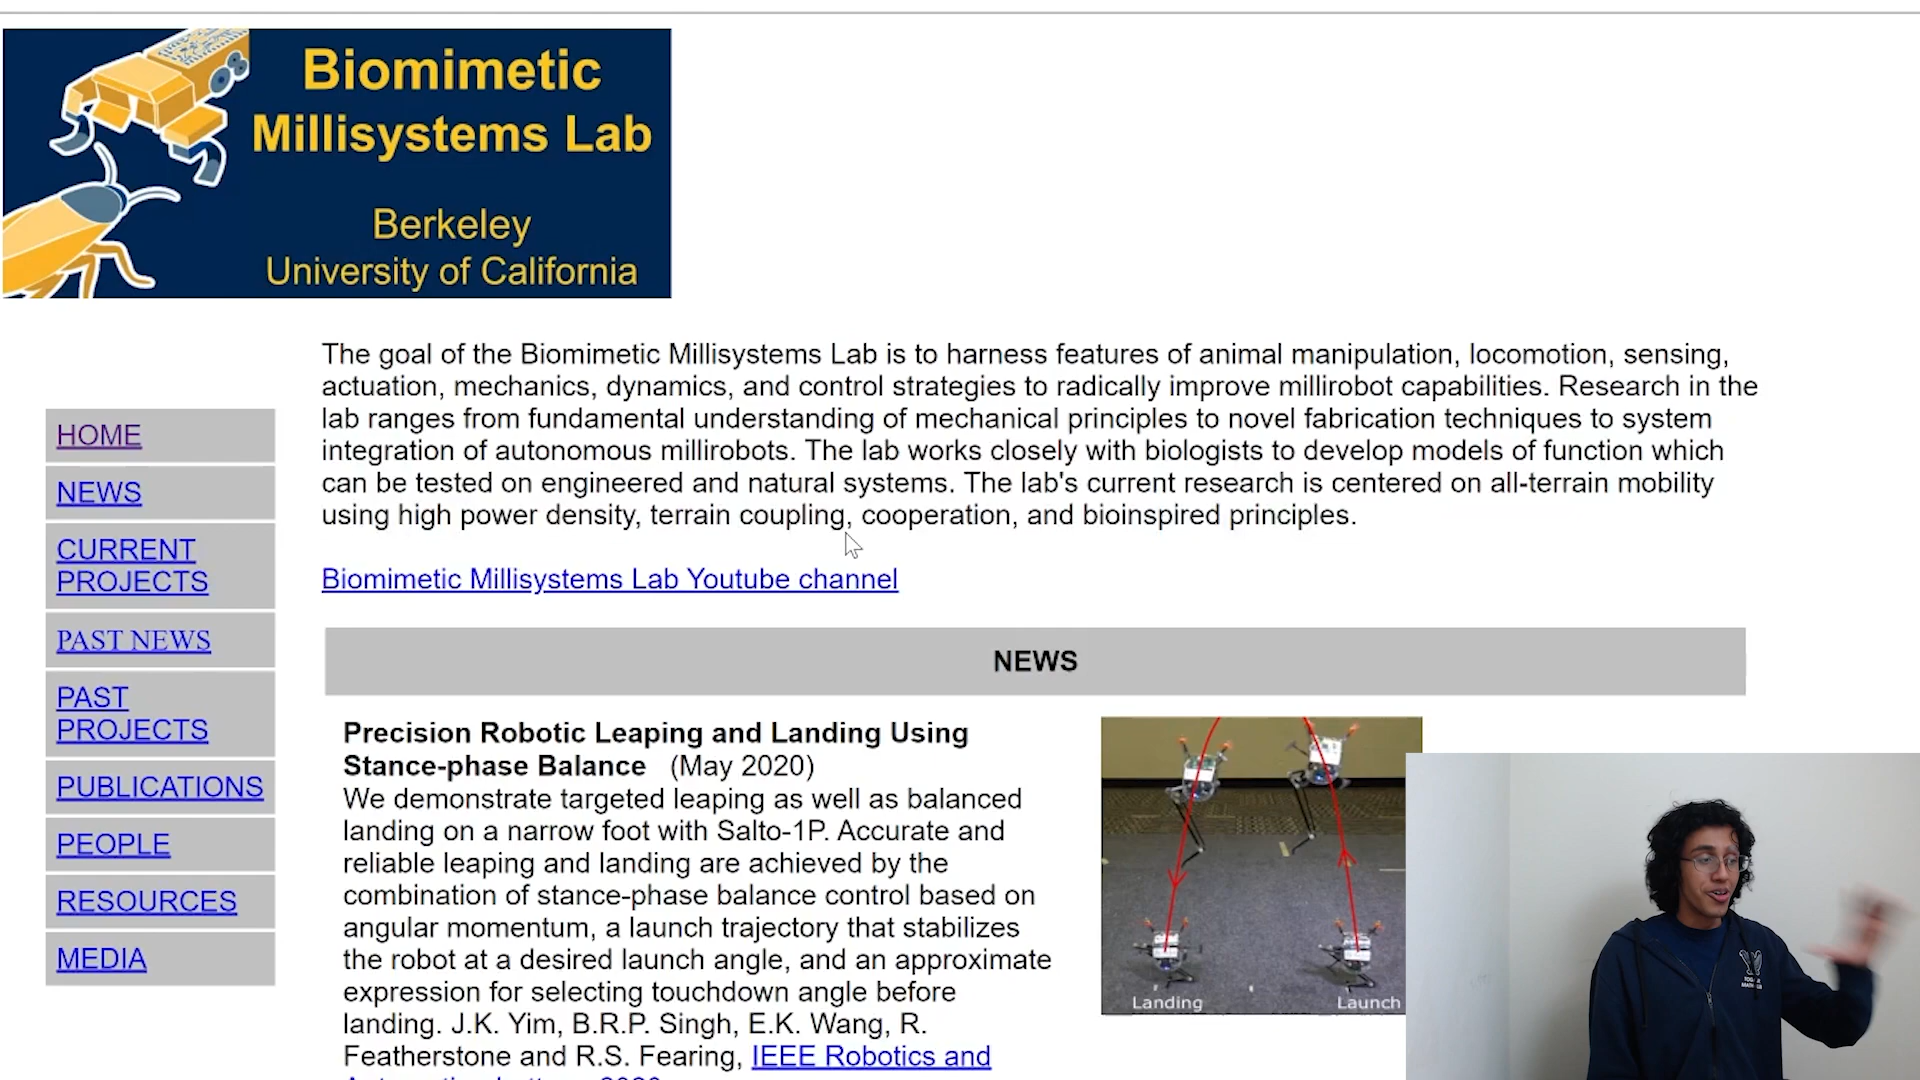 Biomimetic
Millisystems Lab
Berkeley
University of California
The goal of the Biomimetic Millisystems Lab is to harness features of animal manipulation, locomotion, sensing,
actuation, mechanics, dynamics, and control strategies to radically improve millirobot capabilities. Research in the
lab ranges from fundamental understanding of mechanical principles to novel fabrication techniques to system
integration of autonomous millirobots. The lab works closely with biologists to develop models of function which
can be tested on engineered and natural systems. The lab's current research is centered on all-terrain mobility
using high power density, terrain coupling, cooperation, and bioinspired principles.
Biomimetic Millisystems Lab Youtube channel
HOME
NEWS
CURRENT
PROJECTS
PAST NEWS
PAST
PROJECTS
PUBLICATIONS
PEOPLE
RESOURCES
MEDIA
NEWS
Precision Robotic Leaping and Landing Using
Stance-phase Balance (May 2020)
We demonstrate targeted leaping as well as balanced
landing on a narrow foot with Salto-1P. Accurate and
reliable leaping and landing are achieved by the
combination of stance-phase balance control based on
angular momentum, a launch trajectory that stabilizes
the robot at a desired launch angle, and an approximate
expression for selecting touchdown angle before
landing. J.K. Yim, B.R.P. Singh, E.K. Wang, R.
Featherstone and R.S. Fearing, IEEE Robotics and
Landing
Launch